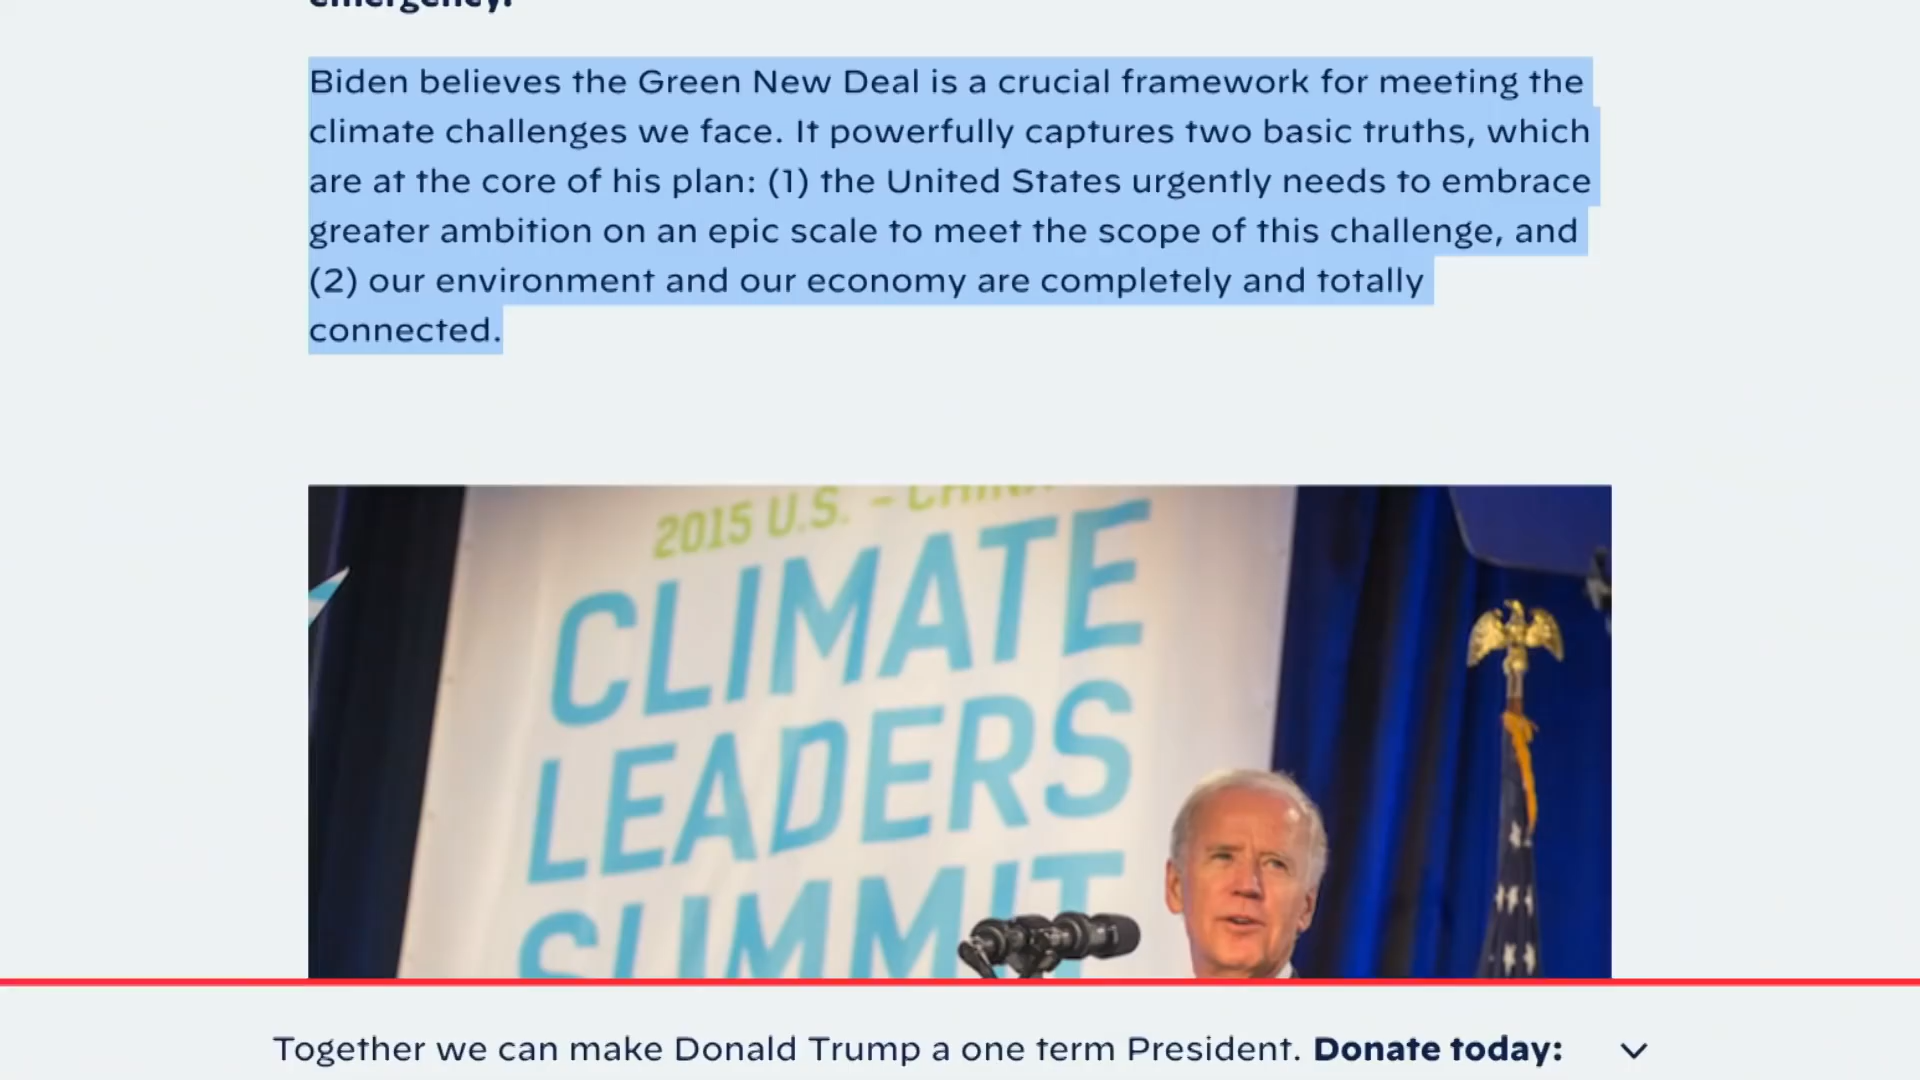 emergency.
Biden believes the Green New Deal is a crucial framework for meeting the
climate challenges we face. It powerfully captures two basic truths, which
are at the core of his plan: (1) the United States urgently needs to embrace
greater ambition on an epic scale to meet the scope of this challenge, and
(2) our environment and our economy are completely and totally
connected.
2015 U.S. - CHINA
CLIMATE
LEADERS
SUMMIT
Together we can make Donald Trump a one term President. Donate today: